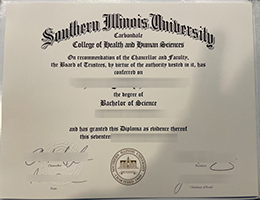 Southern Illinois University
Carbondale
College of Health and Human Sciences
On recommendation of the Chancellor and Faculty,
the Board of Trustees, by virtue of the authority vested in it, has
conferred on
the degree of
Bachelor of Science
and has granted this Diploma as evidence thereof
this
Chancellor